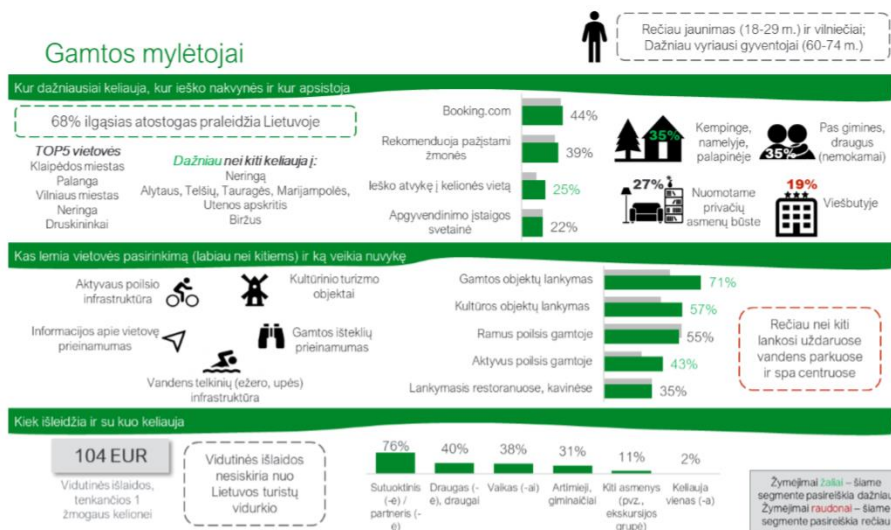 Rečiau jaunimas (18-29 m.) ir vilniečiai;
Dažniau vyriausi gyventojai (60-74 m.)
Gamtos mylėtojai
Kur dažniausiai keliauja, kur ieško nakvynės ir kur apsistoja
68% ilgąsias atostogas praleidžia Lietuvoje
TOP5 vietovės
Klaipėdos miestas
Palanga
Vilniaus miestas
Neringa
Druskininkai
Dažniau nei kiti keliauja į:
Neringą
Alytaus, Telšių, Tauragės, Marijampolės,
Utenos apskritis
Biržus
Booking.com
44%
Rekomenduoja pažįstami
žmonės
39%
Ieško atvykę į kelionės vietą
25%
Apgyvendinimo įstaigos
svetainė
22%
35%
Kempinge,
namelyje,
palapinėje
35%
Pas gimines,
draugus
(nemokamai)
27%
Nuomotame
privačių
asmenų būste
19%
Viešbutyje
Kas lemia vietovės pasirinkimą (labiau nei kitiems) ir ką veikia nuvykę
Aktyvaus poilsio
infrastruktūra
Kultūrinio turizmo
objektai
Informacijos apie vietovę
prieinamumas
Gamtos išteklių
prieinamumas
Vandens telkinių (ežero, upės)
infrastruktūra
Gamtos objektų lankymas
71%
Kultūros objektų lankymas
57%
Ramus poilsis gamtoje
55%
Aktyvus poilsis gamtoje
43%
Lankymasis restoranuose, kavinėse
35%
Rečiau nei kiti
lankosi uždaruose
vandens parkuose
ir spa centruose
Kiek išleidžia ir su kuo keliauja
104 EUR
Vidutinės išlaidos,
tenkančios 1
žmogaus kelionei
Vidutinės išlaidos
nesiskiria nuo
Lietuvos turistų
vidurkio
76%
40%
38%
31%
11%
2%
Sutuoktinis
(-ė) /
partneris (-
ė)
Draugas (-
ė), draugai
Vaikas (-ai)
Artimieji,
giminaičiai
Kiti asmenys
(pvz.,
ekskursijos
grupė)
Keliauja
vienas (-a)
Žymėjimai žaliai – šiame
segmente pasireiškia dažniau
Žymėjimai raudonai – šiame
segmente pasireiškia rečiau